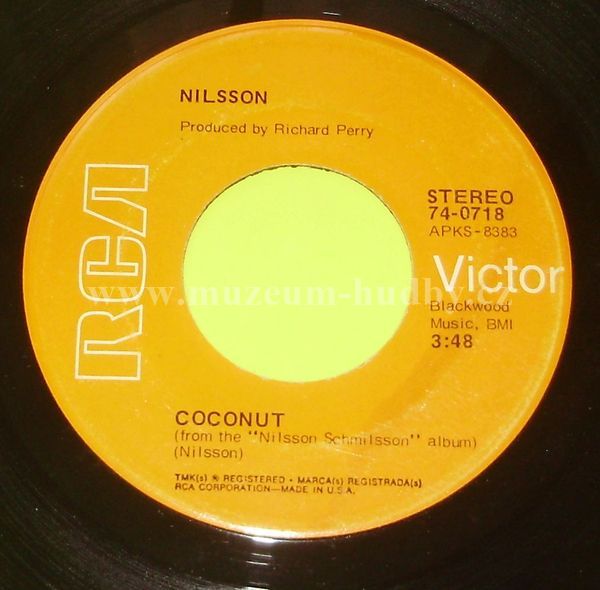 NILSSON
Produced by Richard Perry
RCA
STEREO
74-0718
APKS-8383
Victor
www.muzeum-hudby.cz
Blackwood
Music, BMI
3:48
COCONUT
(from the "Nilsson Schmilsson" album)
(Nilsson)
TMK(s) ® REGISTERED • MARCA(s) REGISTRADA(s)
RCA CORPORATION—MADE IN U.S.A.